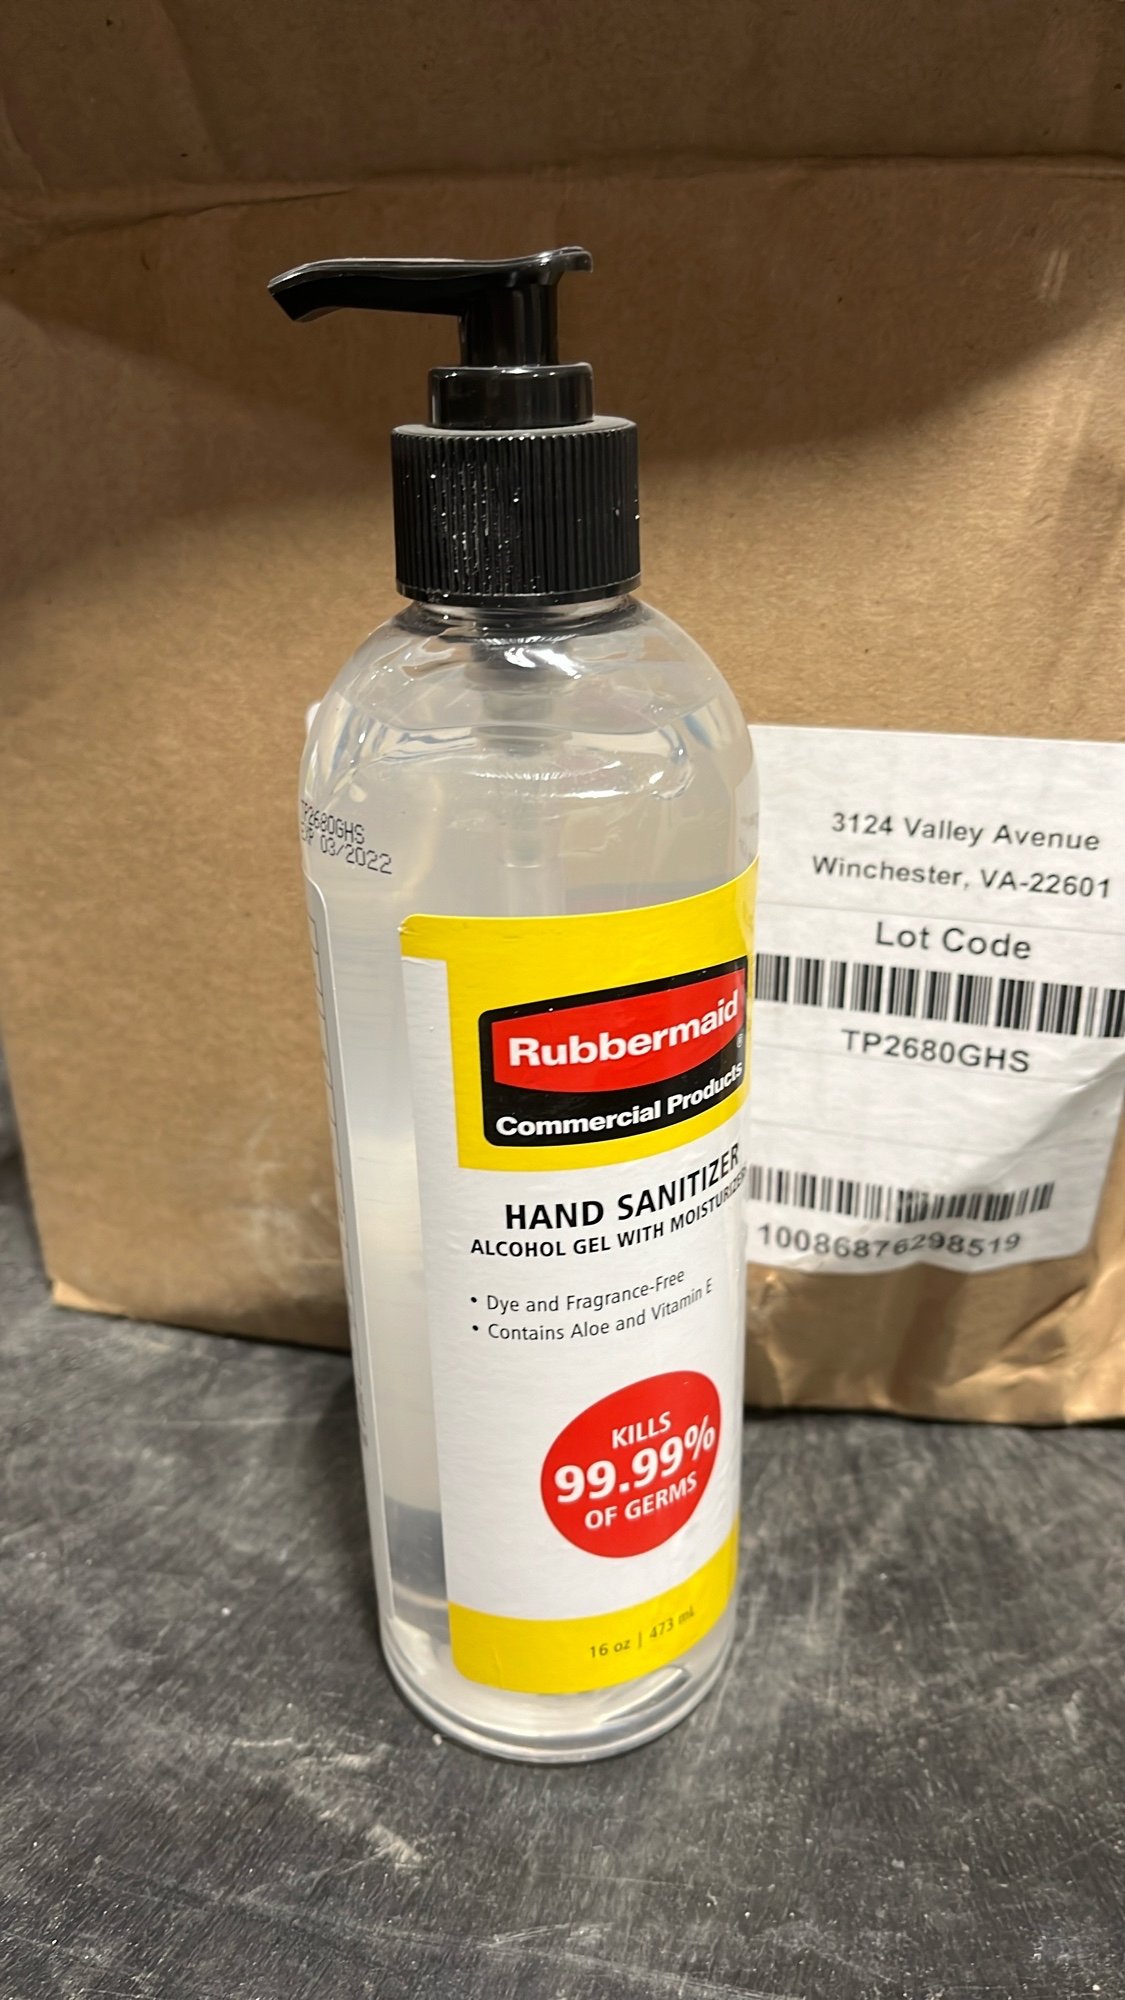 TP2680GHS
EXP 03/2022
Rubbermaid®
Commercial Products
HAND SANITIZER
ALCOHOL GEL WITH MOISTURIZER
• Dye and Fragrance-Free
• Contains Aloe and Vitamin E
KILLS
99.99%
OF GERMS
16 oz | 473 mL
3124 Valley Avenue
Winchester, VA-22601
Lot Code
TP2680GHS
10086876298519